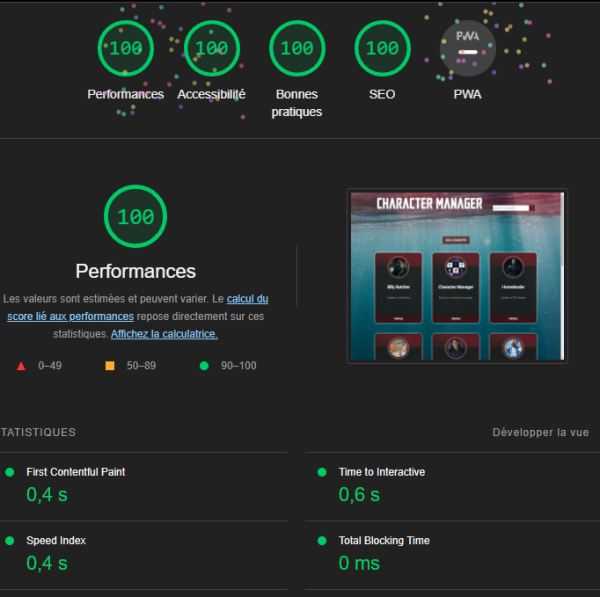 100 100 100 100 PWA
Performances Accessibilité Bonnes pratiques SEO PWA
100
Performances
Les valeurs sont estimées et peuvent varier. Le calcul du
score lié aux performances repose directement sur ces
statistiques. Affichez la calculatrice.
0–49 50–89 90–100
CHARACTER MANAGER
Billy Butcher Character Manager Homelander
TATISTIQUES Développer la vue
First Contentful Paint Time to Interactive
0,4 s 0,6 s
Speed Index Total Blocking Time
0,4 s 0 ms